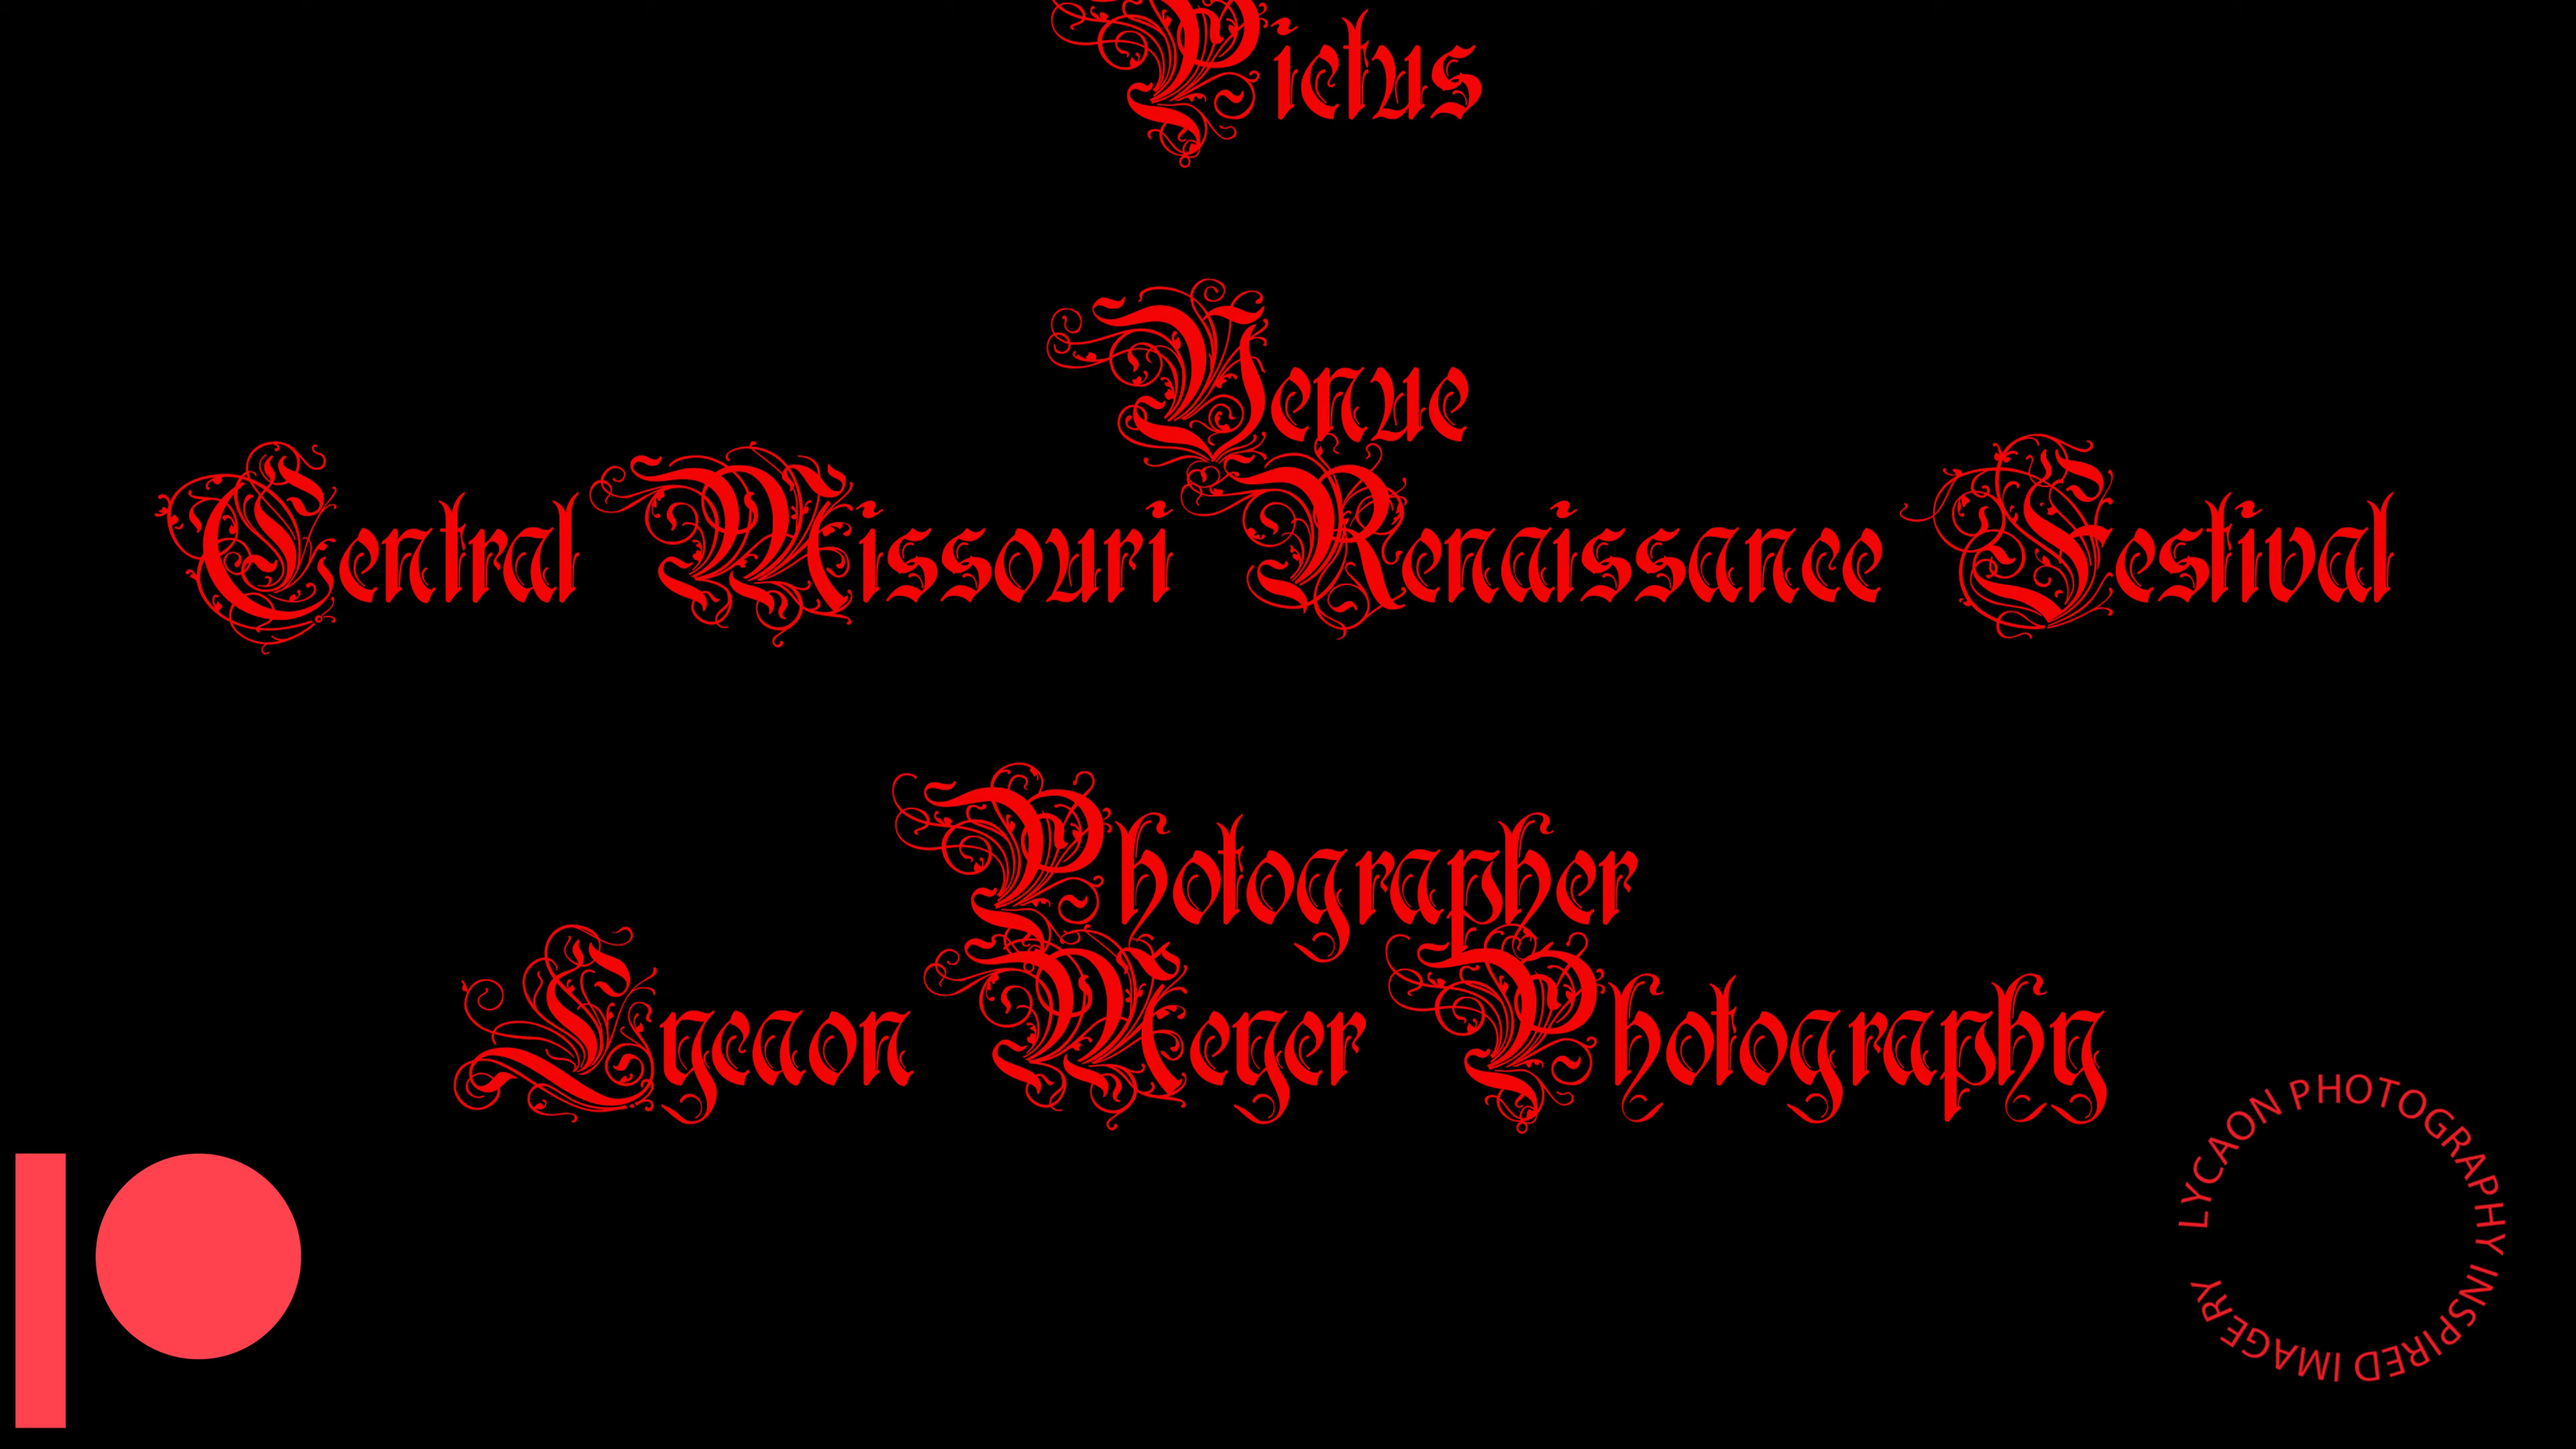 Pictus
Venue
Central Missouri Renaissance Festival
Photographer
Lycaon Meyer Photography
LYCAON PHOTOGRAPHY INSPIRED IMAGERY